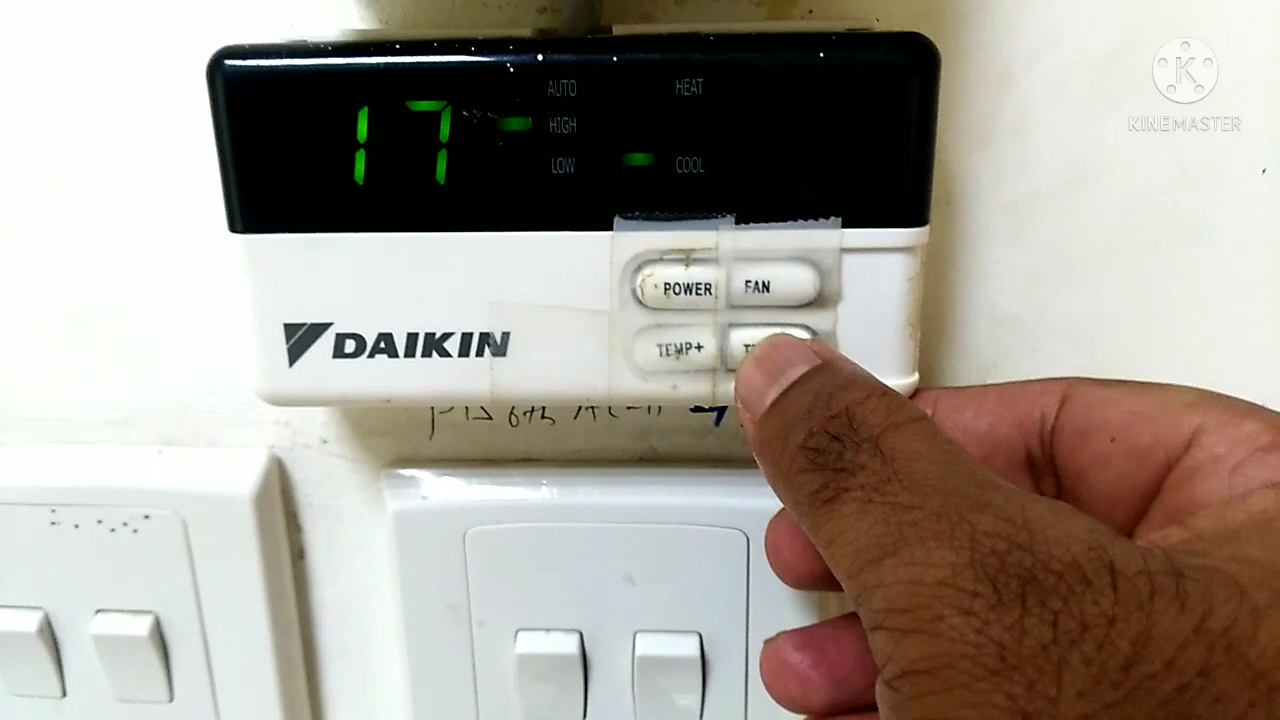 17
AUTO
HIGH
LOW
HEAT
COOL
K
KINEMASTER
POWER
FAN
TEMP+
DAIKIN